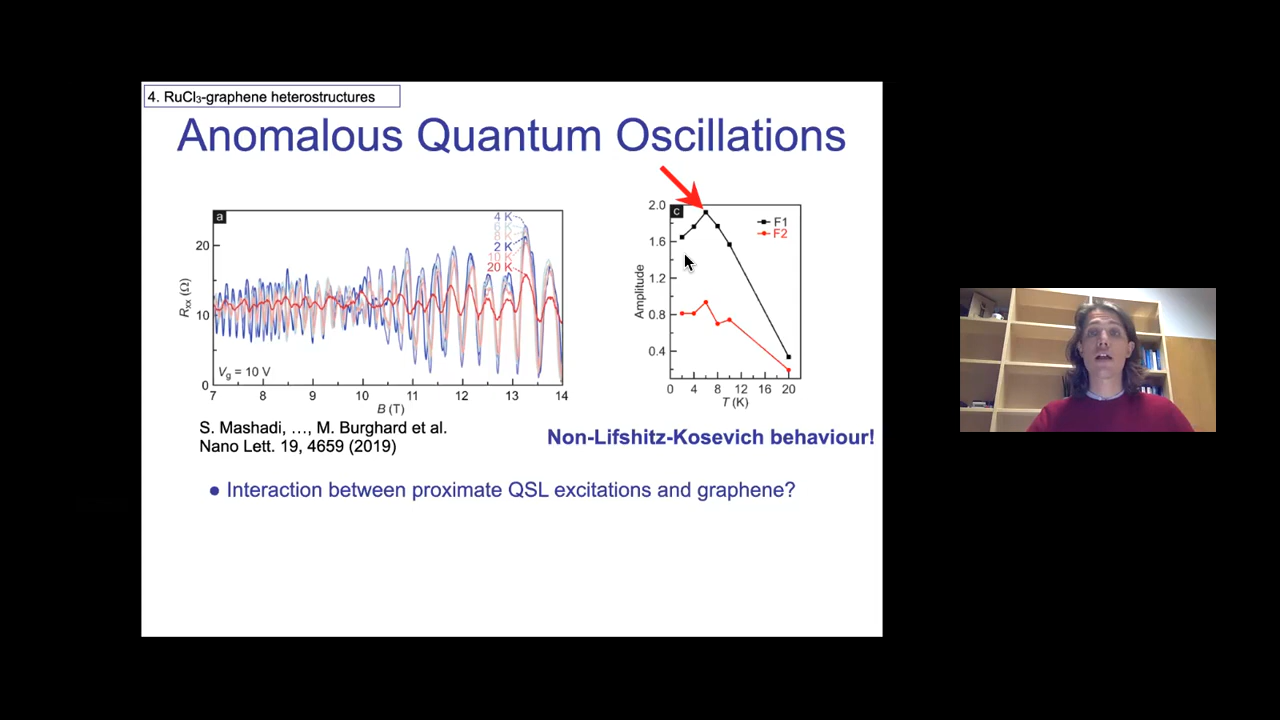 4. RuCl₃-graphene heterostructures
Anomalous Quantum Oscillations
a
4 K
6 K
8 K
2 K
10 K
20 K
20
10
0
Rxx (Ω)
Vg = 10 V
7 8 9 10 11 12 13 14
B (T)
c
F1
F2
2.0
1.6
1.2
0.8
0.4
Amplitude
0 4 8 12 16 20
T (K)
S. Mashadi, …, M. Burghard et al.
Nano Lett. 19, 4659 (2019)
Non-Lifshitz-Kosevich behaviour!
● Interaction between proximate QSL excitations and graphene?